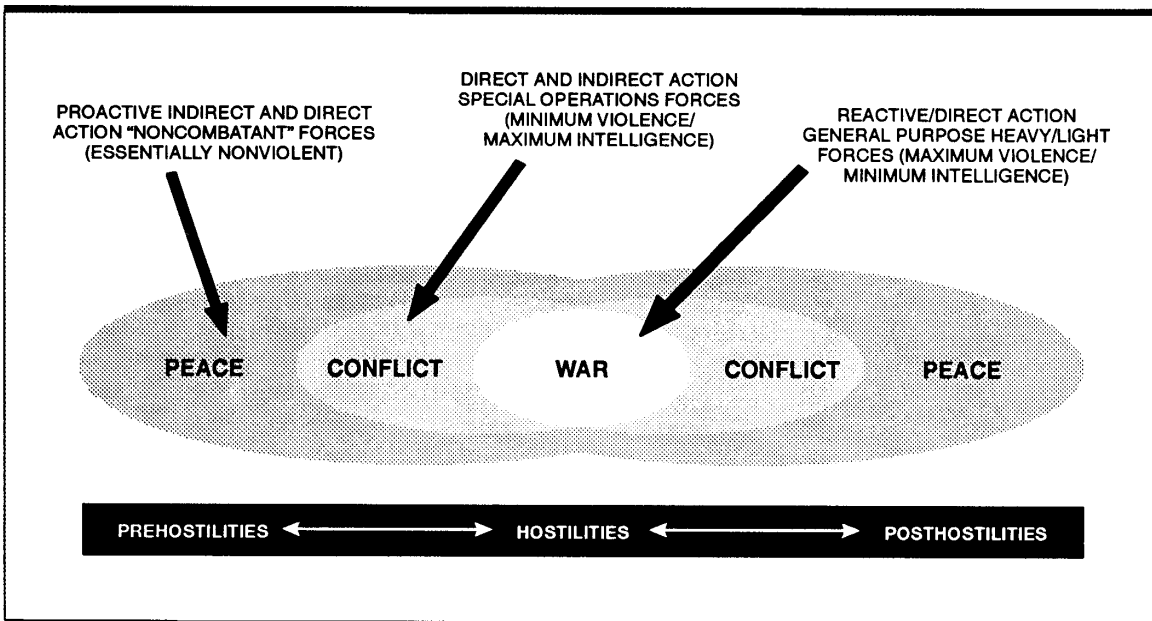 PROACTIVE INDIRECT AND DIRECT
ACTION “NONCOMBATANT” FORCES
(ESSENTIALLY NONVIOLENT)
DIRECT AND INDIRECT ACTION
SPECIAL OPERATIONS FORCES
(MINIMUM VIOLENCE/
MAXIMUM INTELLIGENCE)
REACTIVE/DIRECT ACTION
GENERAL PURPOSE HEAVY/LIGHT
FORCES (MAXIMUM VIOLENCE/
MINIMUM INTELLIGENCE)
PEACE CONFLICT WAR CONFLICT PEACE
PREHOSTILITIES HOSTILITIES POSTHOSTILITIES